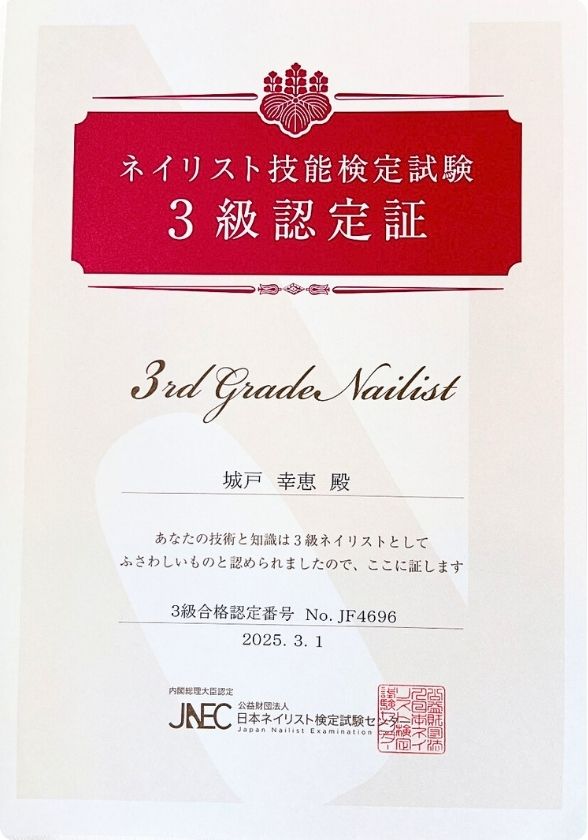 ネイリスト技能検定試験
3級認定証
3rd Grade Nailist
城戸 幸恵 殿
あなたの技術と知識は3級ネイリストとして
ふさわしいものと認められましたので、ここに証します
3級合格認定番号 No. JF4696
2025. 3. 1
内閣総理大臣認定
JNEC
公益財団法人
日本ネイリスト検定試験センター
Japan Nailist Examination